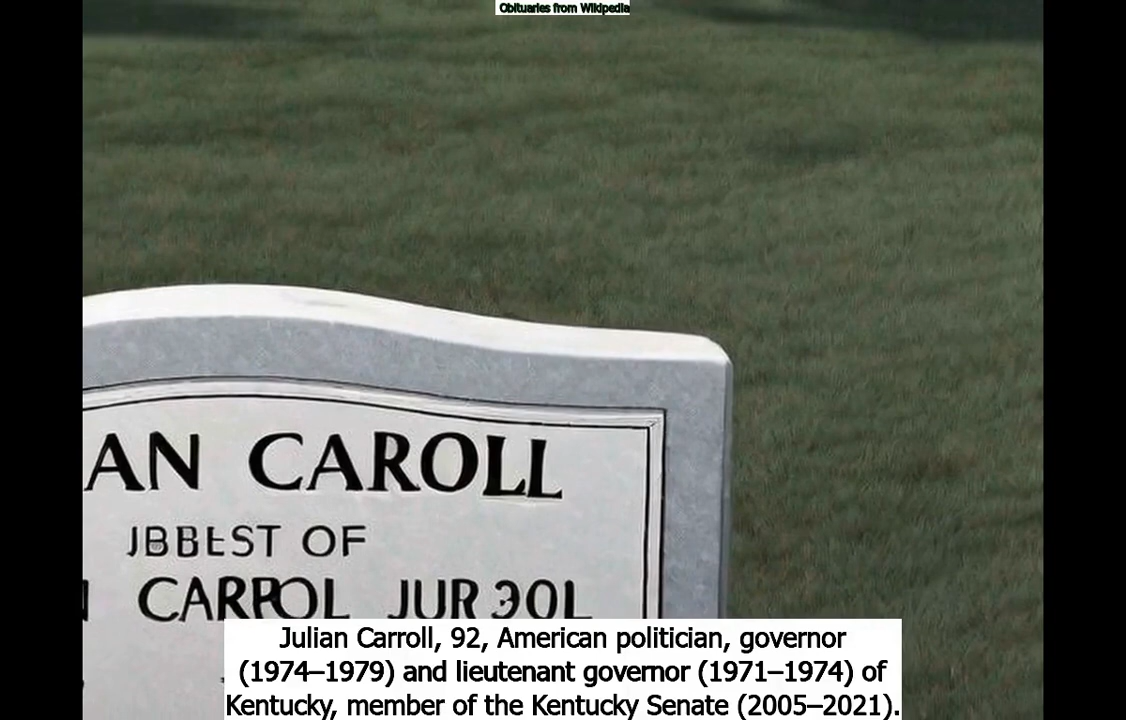 Obituaries from Wikipedia
AN CAROLL
JBBEST OF
CARPOL JUR
Julian Carroll, 92, American politician, governor
(1974–1979) and lieutenant governor (1971–1974) of
Kentucky, member of the Kentucky Senate (2005–2021).